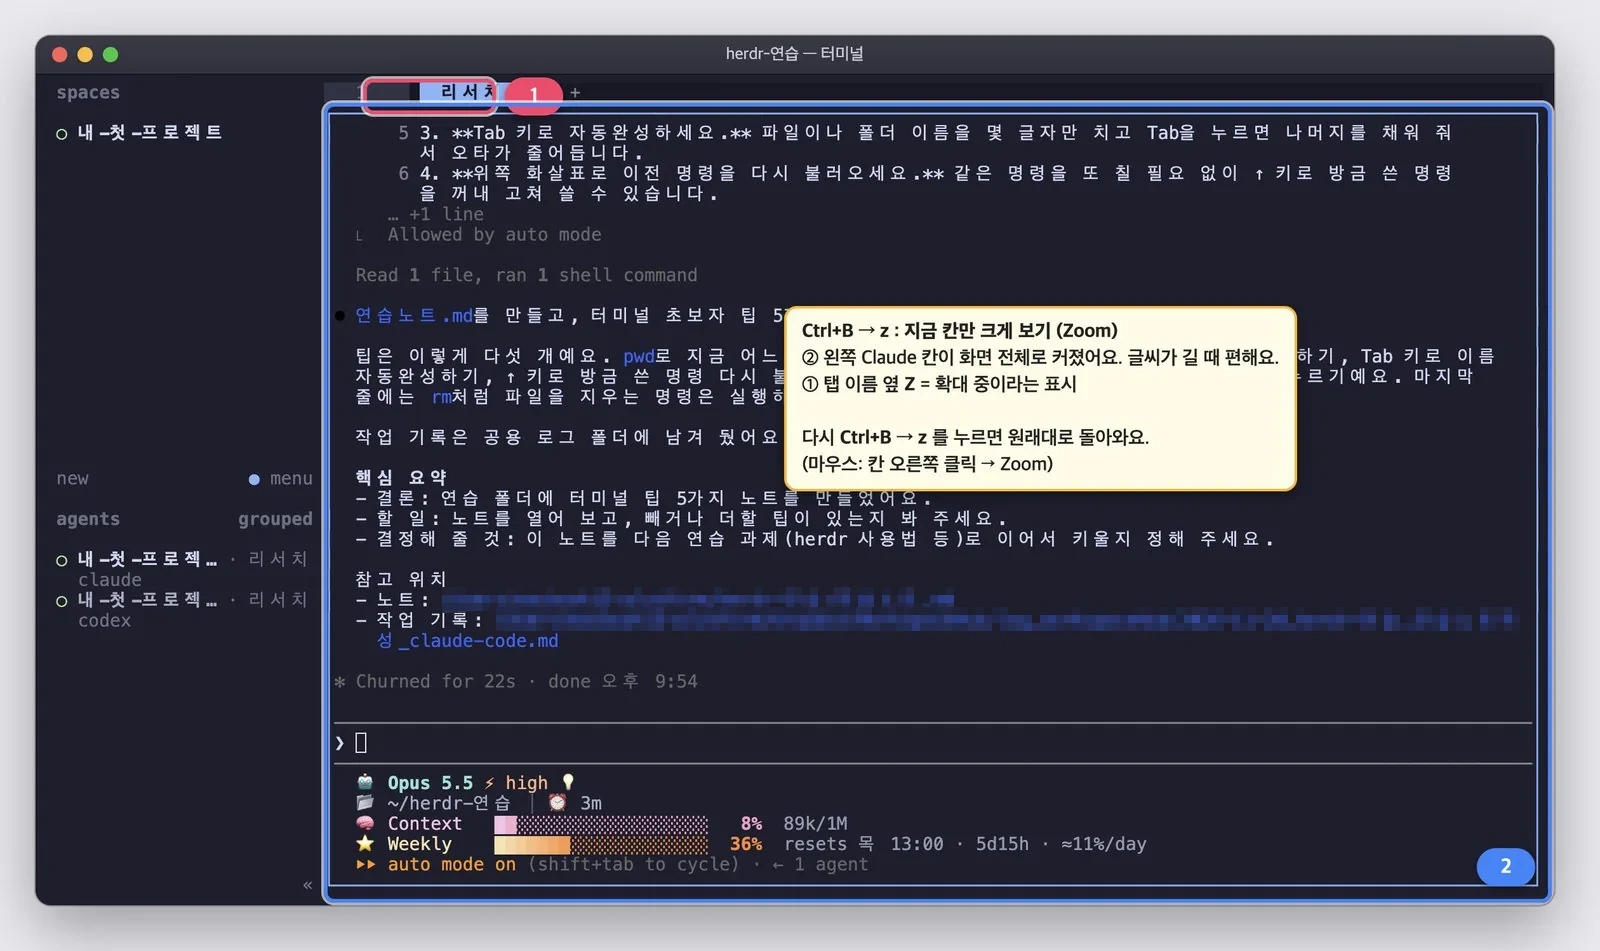 herdr-연습 — 터미널
spaces
내-첫-프로젝트
리서치
1
+
5 3. **Tab 키로 자동완성하세요.** 파일이나 폴더 이름을 몇 글자만 치고 Tab을 누르면 나머지를 채워 줘
서 오타가 줄어듭니다.
6 4. **위쪽 화살표로 이전 명령을 다시 불러오세요.** 같은 명령을 또 칠 필요 없이 ↑ 키로 방금 쓴 명령
을 꺼내 고쳐 쓸 수 있습니다.
… +1 line
└ Allowed by auto mode
Read 1 file, ran 1 shell command
● 연습노트.md를 만들고, 터미널 초보자 팁
팁은 이렇게 다섯 개예요. pwd로 지금 어느
하기, Tab 키로 이름
자동완성하기, ↑ 키로 방금 쓴 명령 다시
누르기예요. 마지막
줄에는 rm처럼 파일을 지우는 명령은 실행
작업 기록은 공용 로그 폴더에 남겨 뒀어요
Ctrl+B → z : 지금 칸만 크게 보기 (Zoom)
② 왼쪽 Claude 칸이 화면 전체로 커졌어요. 글씨가 길 때 편해요.
① 탭 이름 옆 Z = 확대 중이라는 표시
다시 Ctrl+B → z 를 누르면 원래대로 돌아와요.
(마우스: 칸 오른쪽 클릭 → Zoom)
핵심 요약
- 결론: 연습 폴더에 터미널 팁 5가지 노트를 만들었어요.
- 할 일: 노트를 열어 보고, 빼거나 더할 팁이 있는지 봐 주세요.
- 결정해 줄 것: 이 노트를 다음 연습 과제(herdr 사용법 등)로 이어서 키울지 정해 주세요.
참고 위치
- 노트:
- 작업 기록:
성_claude-code.md
✻ Churned for 22s · done 오후 9:54
new
menu
agents
grouped
내-첫-프로젝… · 리서치
claude
내-첫-프로젝… · 리서치
codex
«
❯
Opus 5.5 ⚡ high 💡
~/herdr-연습 │ ⏰ 3m
Context 8% 89k/1M
Weekly 36% resets 목 13:00 · 5d15h · ≈11%/day
▸▸ auto mode on (shift+tab to cycle) · ← 1 agent
2